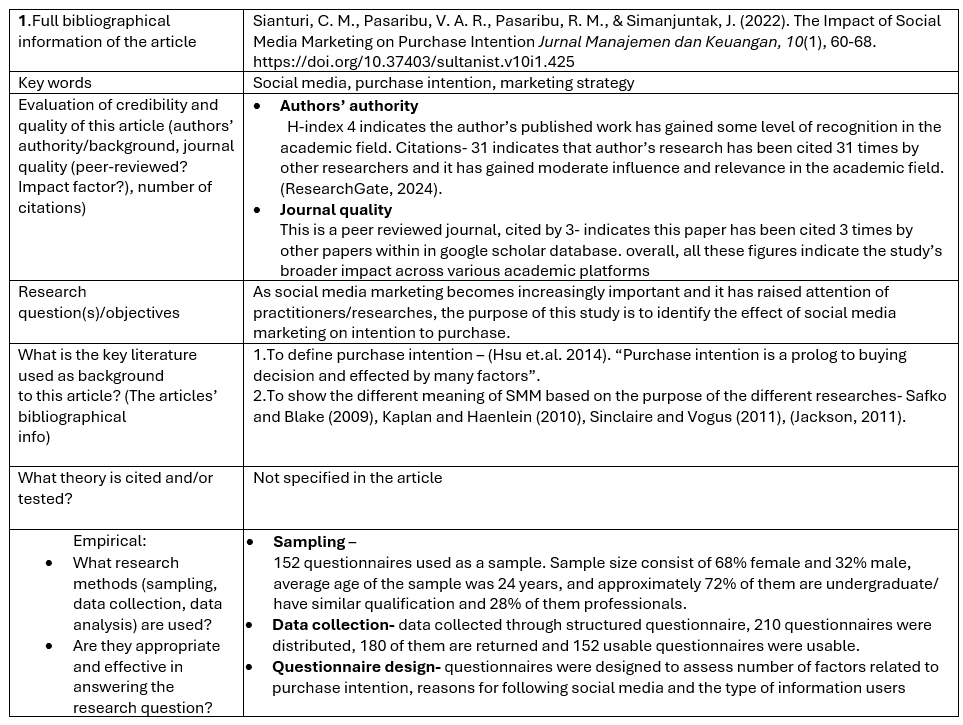 1.Full bibliographical
information of the article
Sianturi, C. M., Pasaribu, V. A. R., Pasaribu, R. M., & Simanjuntak, J. (2022). The Impact of Social
Media Marketing on Purchase Intention Jurnal Manajemen dan Keuangan, 10(1), 60-68.
https://doi.org/10.37403/sultanist.v10i1.425
Key words
Social media, purchase intention, marketing strategy
Evaluation of credibility and
quality of this article (authors’
authority/background, journal
quality (peer-reviewed?
Impact factor?), number of
citations)
• Authors’ authority
H-index 4 indicates the author’s published work has gained some level of recognition in the
academic field. Citations- 31 indicates that author’s research has been cited 31 times by
other researchers and it has gained moderate influence and relevance in the academic field.
(ResearchGate, 2024).
• Journal quality
This is a peer reviewed journal, cited by 3- indicates this paper has been cited 3 times by
other papers within in google scholar database. overall, all these figures indicate the study’s
broader impact across various academic platforms
Research
question(s)/objectives
As social media marketing becomes increasingly important and it has raised attention of
practitioners/researches, the purpose of this study is to identify the effect of social media
marketing on intention to purchase.
What is the key literature
used as background
to this article? (The articles’
bibliographical
info)
1.To define purchase intention – (Hsu et.al. 2014). “Purchase intention is a prolog to buying
decision and effected by many factors”.
2.To show the different meaning of SMM based on the purpose of the different researches- Safko
and Blake (2009), Kaplan and Haenlein (2010), Sinclaire and Vogus (2011), (Jackson, 2011).
What theory is cited and/or
tested?
Not specified in the article
Empirical:
• What research
methods (sampling,
data collection, data
analysis) are used?
• Are they appropriate
and effective in
answering the
research question?
• Sampling –
152 questionnaires used as a sample. Sample size consist of 68% female and 32% male,
average age of the sample was 24 years, and approximately 72% of them are undergraduate/
have similar qualification and 28% of them professionals.
• Data collection- data collected through structured questionnaire, 210 questionnaires were
distributed, 180 of them are returned and 152 usable questionnaires were usable.
• Questionnaire design- questionnaires were designed to assess number of factors related to
purchase intention, reasons for following social media and the type of information users